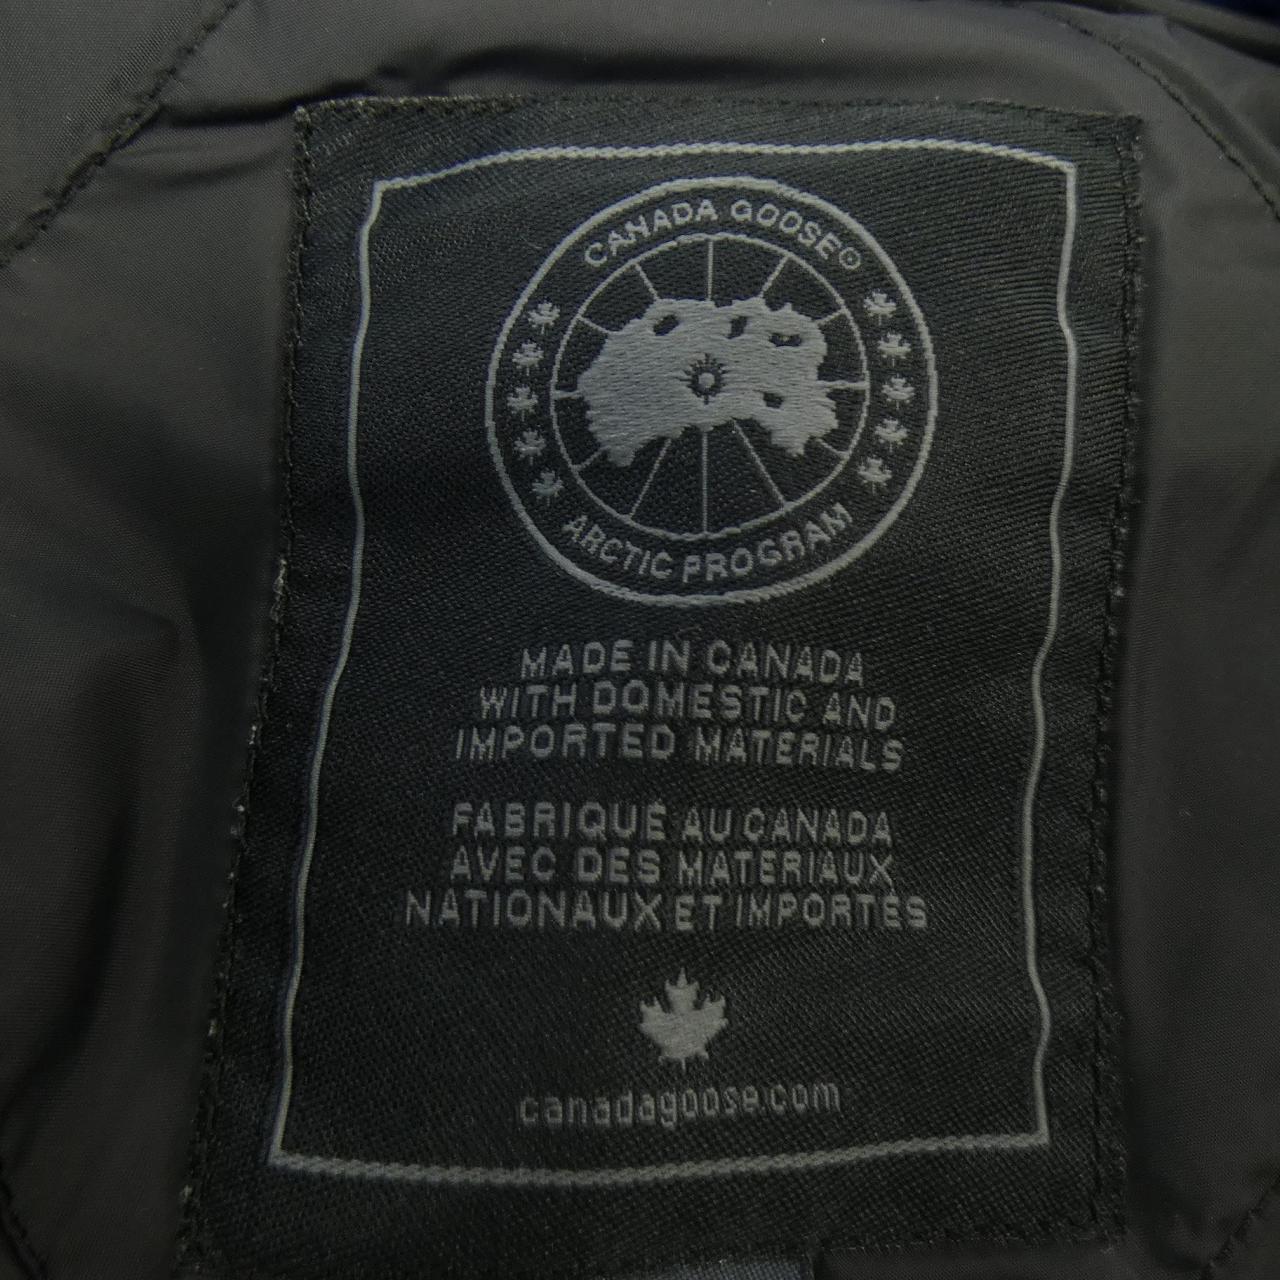 CANADA GOOSE®
ARCTIC PROGRAM
MADE IN CANADA
WITH DOMESTIC AND
IMPORTED MATERIALS
FABRIQUÉ AU CANADA
AVEC DES MATERIAUX
NATIONAUX ET IMPORTÉS
canadagoose.com